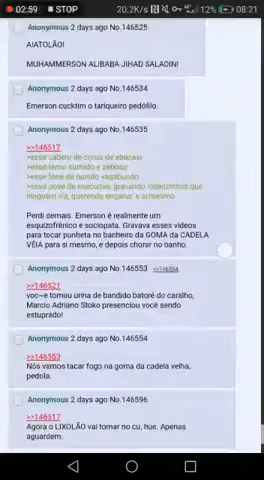 02:59 STOP 20.2K/s 4G 12% 08:21
Anonymous 2 days ago No.146525
AIATOLÃO!
MUHAMMERSON ALIBABA JIHAD SALADIN!
Anonymous 2 days ago No.146534
Emerson cucktim o tariqueiro pedófilo.
Anonymous 2 days ago No.146535
>>146517
>esse cabelo de coroa de abacaxi
>esse terno surrado e seboso
>esse fone de ouvido vagabundo
>essa pose de executivo, gravando videozinhos que
ninguém via, querendo enganar a si mesmo
Perdi demais. Emerson é realmente um
esquizofrênico e sociopata. Gravava esses videos
para tocar punheta no banheiro da GOMA da CADELA
VÉIA para si mesmo, e depois chorar no banho.
Anonymous 2 days ago No.146553 >>146554
>>146521
voc~e tomou urina de bandido batoré do caralho,
Marcio Adriano Stoko presenciou você sendo
estuprado!
Anonymous 2 days ago No.146554
>>146553
Nós vamos tacar fogo na goma da cadela velha,
pedola.
Anonymous 2 days ago No.146596
>>146517
Agora o LIXOLÃO vai tomar no cu, hue. Apenas
aguardem.